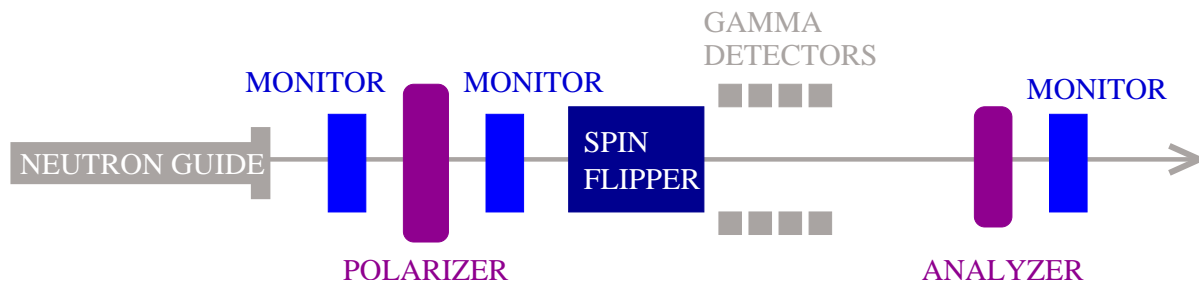 GAMMA
DETECTORS
MONITOR
MONITOR
MONITOR
NEUTRON GUIDE
SPIN
FLIPPER
POLARIZER
ANALYZER